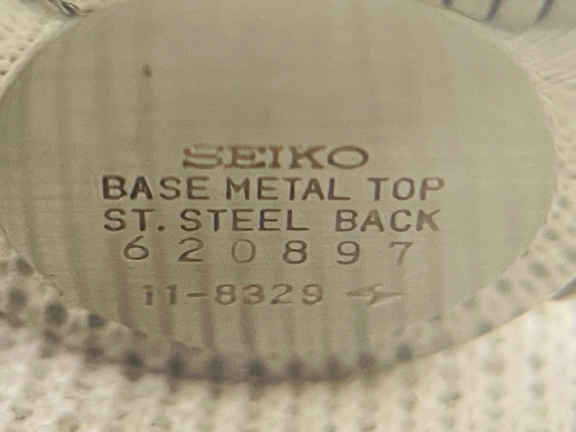 SEIKO
BASE METAL TOP
ST. STEEL BACK
620897
11-8329